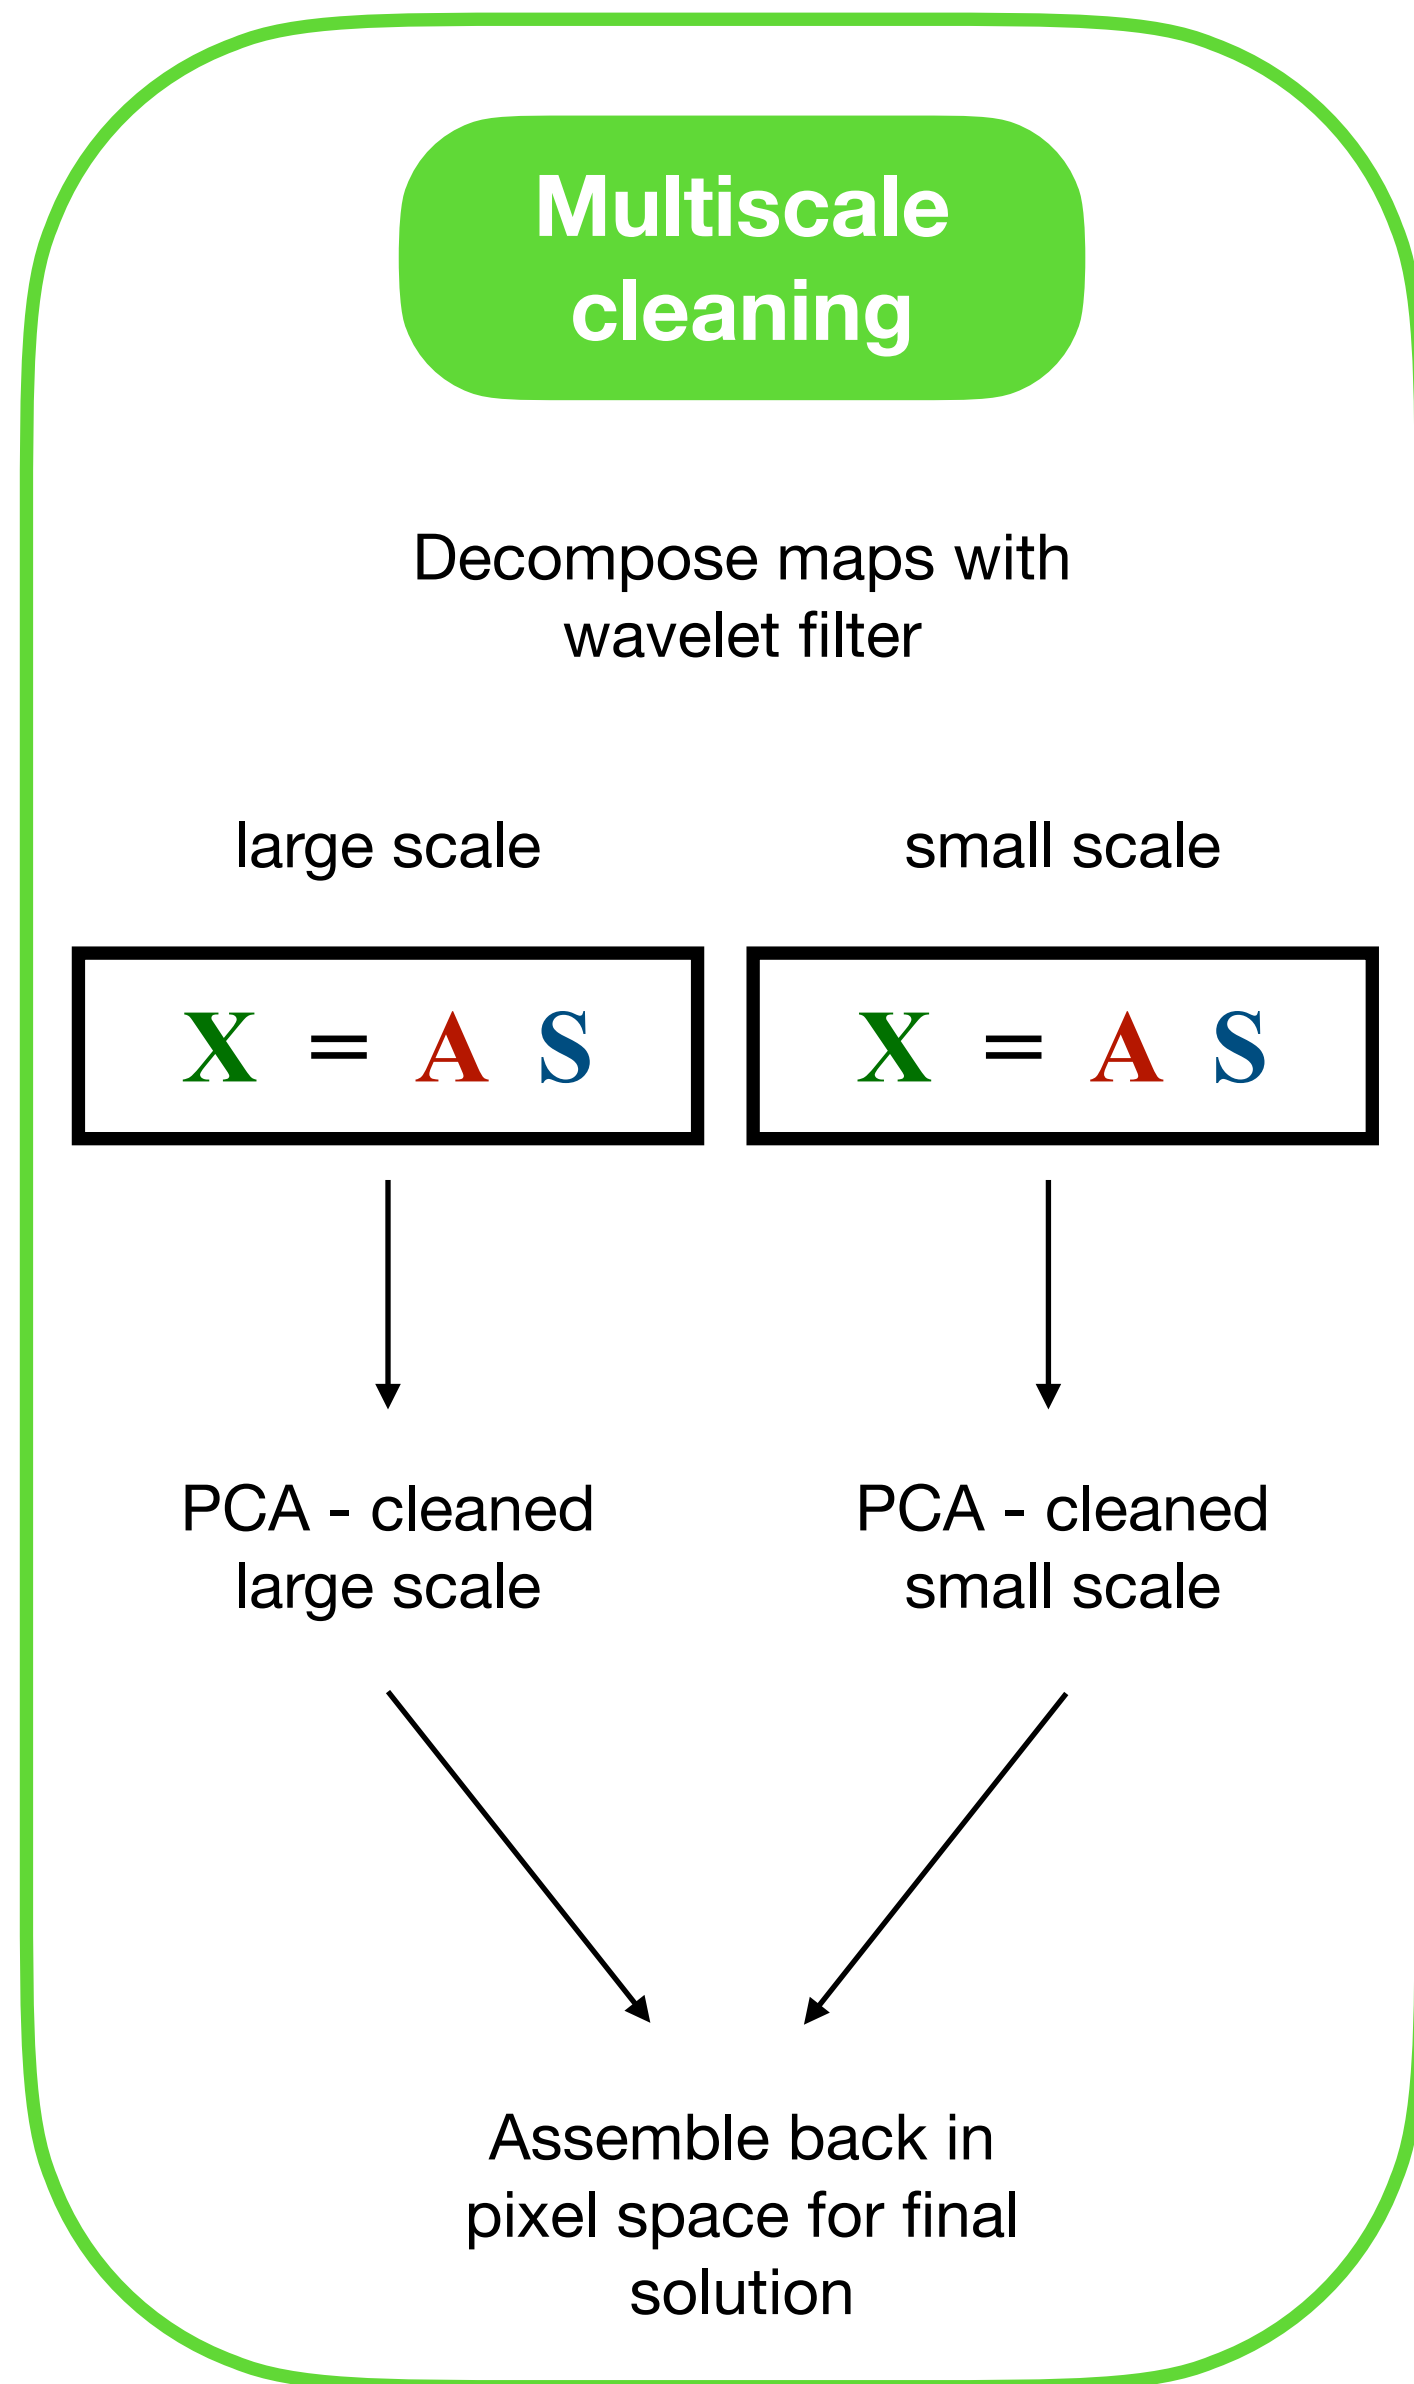 Multiscale
cleaning
Decompose maps with
wavelet filter
large scale
small scale
X = A S
X = A S
PCA - cleaned
large scale
PCA - cleaned
small scale
Assemble back in
pixel space for final
solution